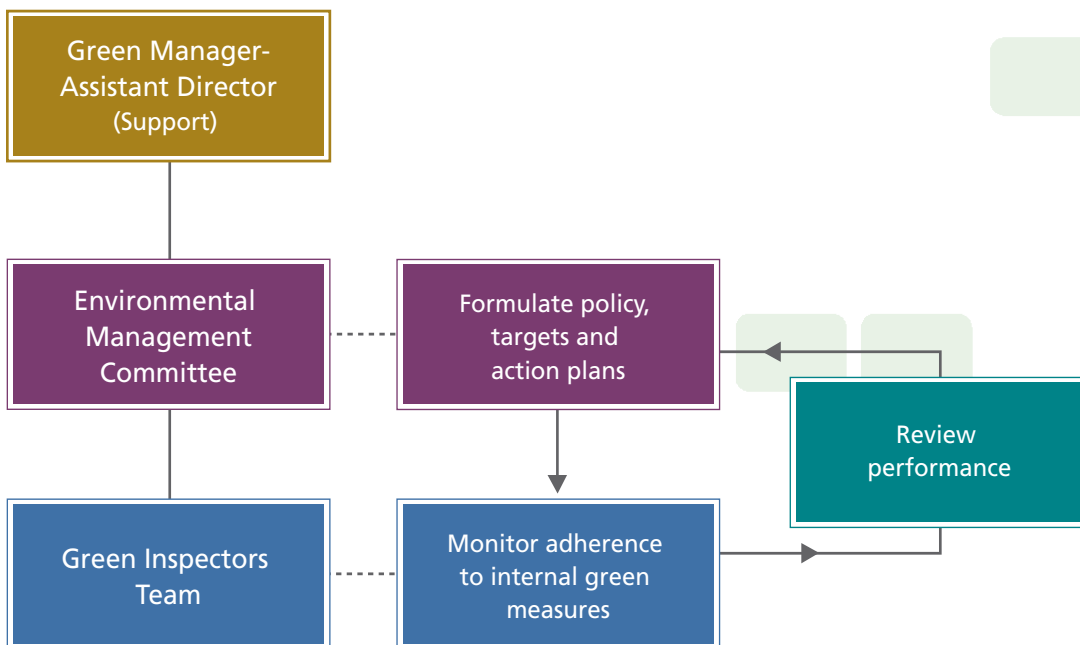 Green Manager-
Assistant Director
(Support)
Environmental
Management
Committee
Formulate policy,
targets and
action plans
Review
performance
Green Inspectors
Team
Monitor adherence
to internal green
measures